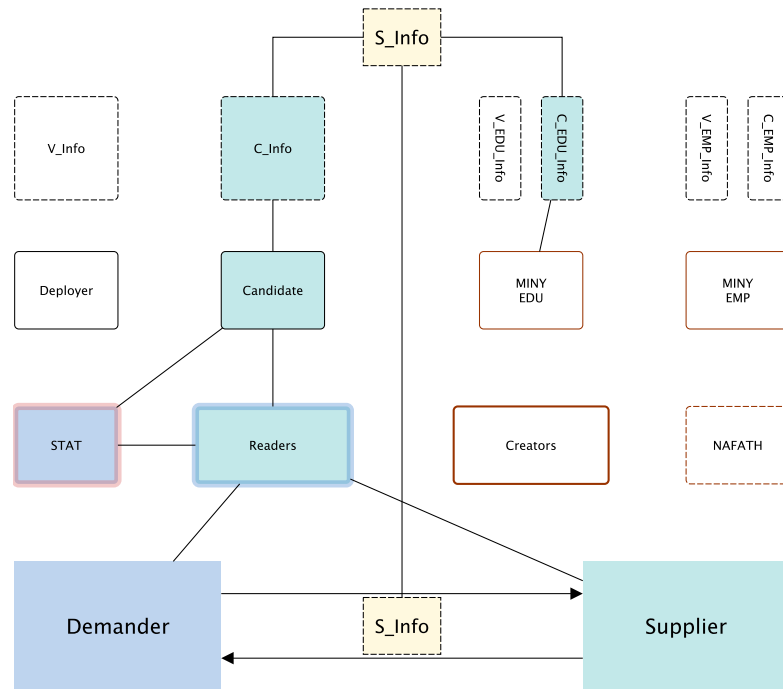 S_Info
V_Info
C_Info
V_EDU_Info
C_EDU_Info
V_EMP_Info
C_EMP_Info
Deployer
Candidate
MINY
EDU
MINY
EMP
STAT
Readers
Creators
NAFATH
Demander
S_Info
Supplier